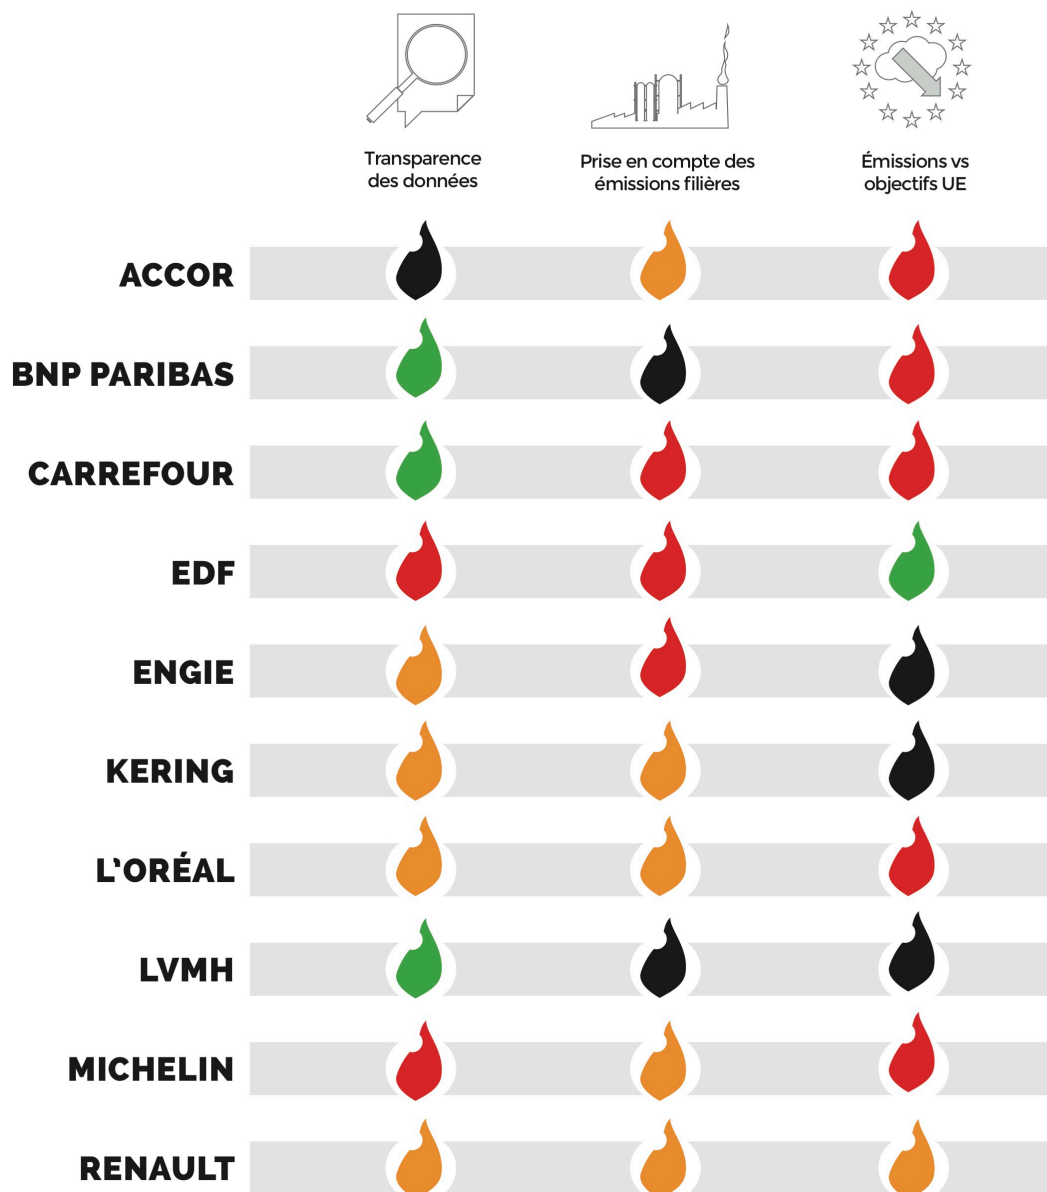 Transparence
des données
Prise en compte des
émissions filières
Émissions vs
objectifs UE
ACCOR
BNP PARIBAS
CARREFOUR
EDF
ENGIE
KERING
L’ORÉAL
LVMH
MICHELIN
RENAULT